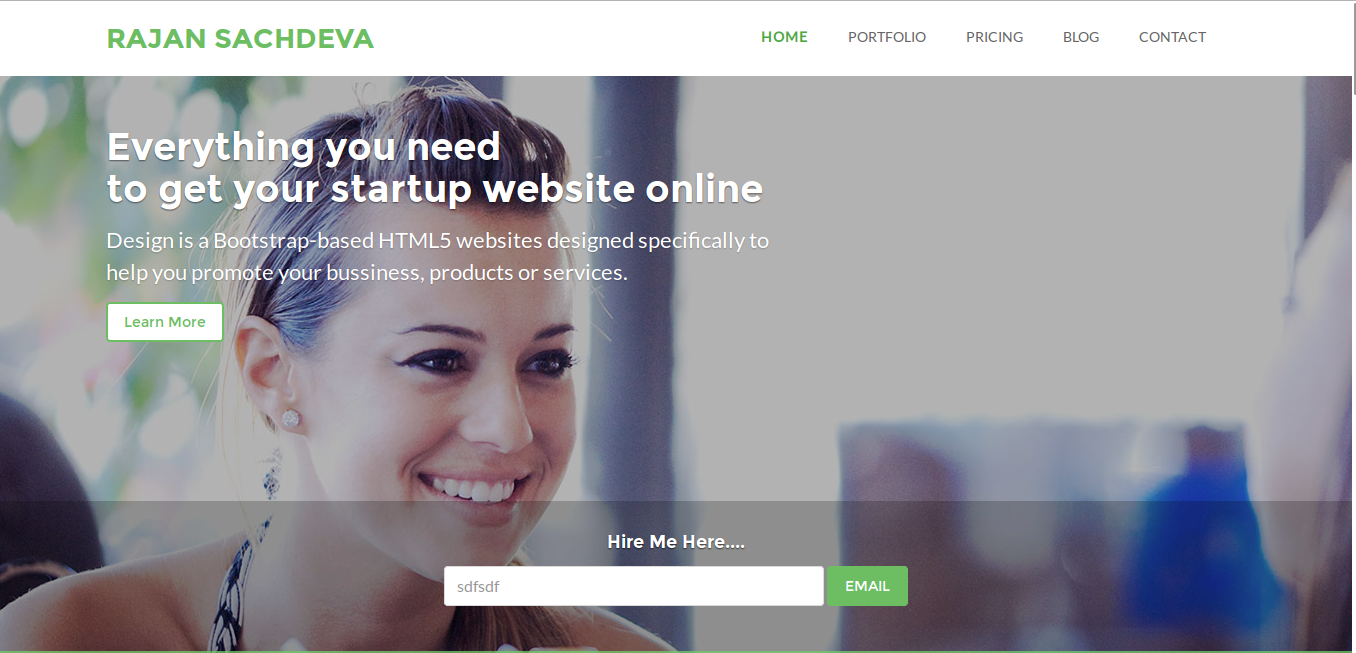 RAJAN SACHDEVA
HOME PORTFOLIO PRICING BLOG CONTACT
Everything you need
to get your startup website online
Design is a Bootstrap-based HTML5 websites designed specifically to
help you promote your bussiness, products or services.
Learn More
Hire Me Here....
sdfsdf
EMAIL